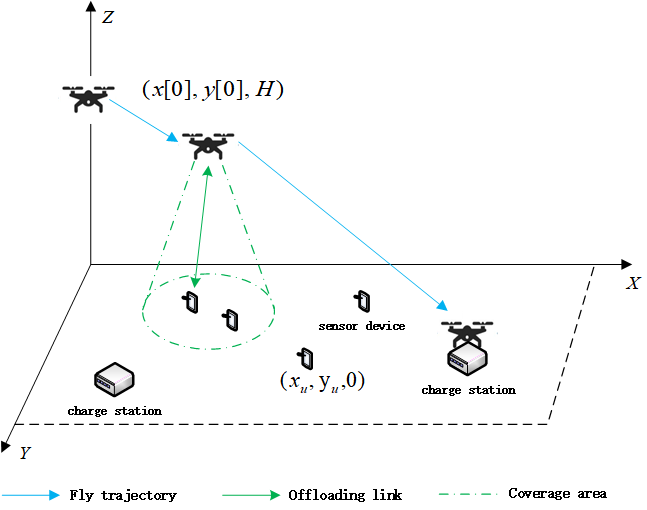 Z
(x[0], y[0], H)
X
sensor device
(x_u, y_u,0)
charge station
charge station
Y
Fly trajectory
Offloading link
Coverage area